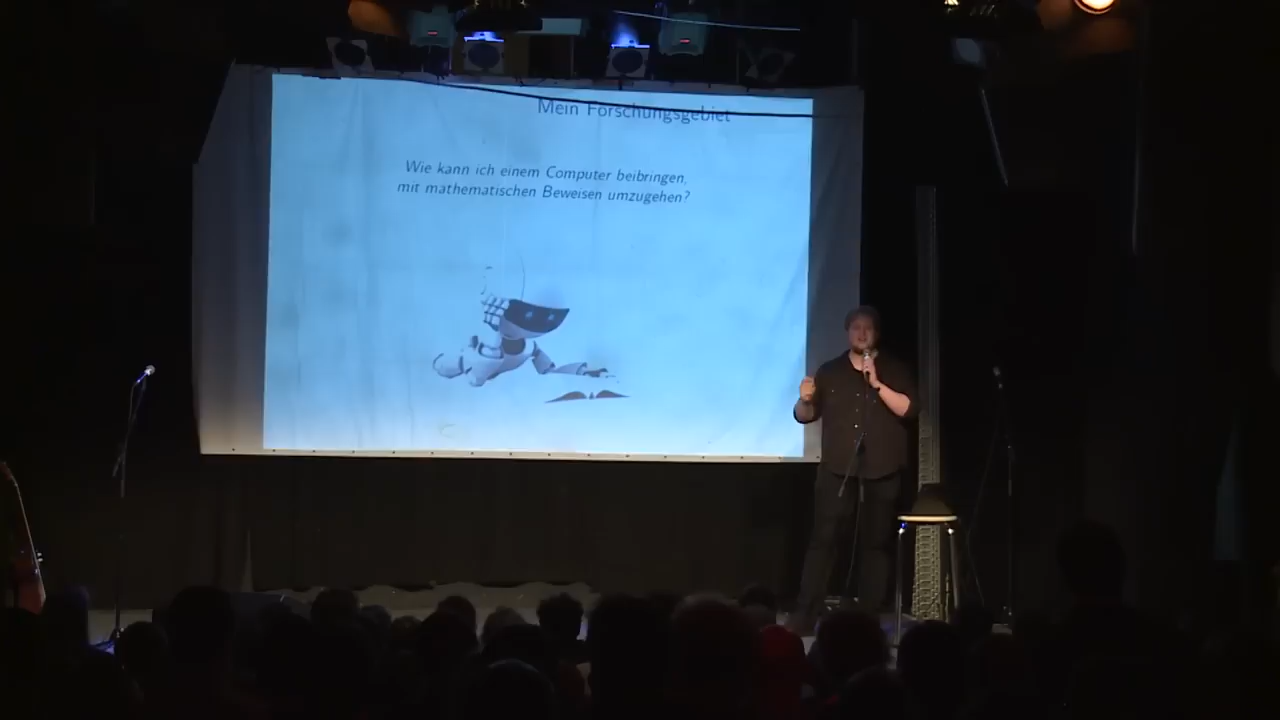 Mein Forschungsgebiet
Wie kann ich einem Computer beibringen,
mit mathematischen Beweisen umzugehen?